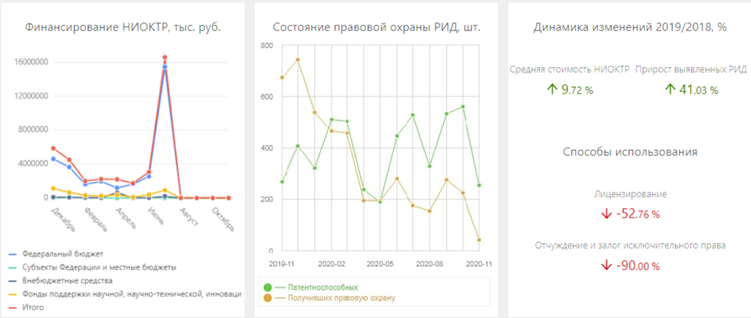 Финансирование НИОКТР, тыс. руб.
16000000
12000000
8000000
4000000
0
Декабрь
Февраль
Апрель
Июнь
Август
Октябрь
Федеральный бюджет
Субъекты Федерации и местные бюджеты
Внебюджетные средства
Фонды поддержки научной, научно-технической, инноваци
Итого
Состояние правовой охраны РИД, шт.
800
600
400
200
0
2019-11
2020-02
2020-05
2020-08
2020-11
Патентноспособных
Получивших правовую охрану
Динамика изменений 2019/2018, %
Средняя стоимость НИОКТР
Прирост выявленных РИД
↑ 9.72 %
↑ 41.03 %
Способы использования
Лицензирование
↓ -52.76 %
Отчуждение и залог исключительного права
↓ -90.00 %